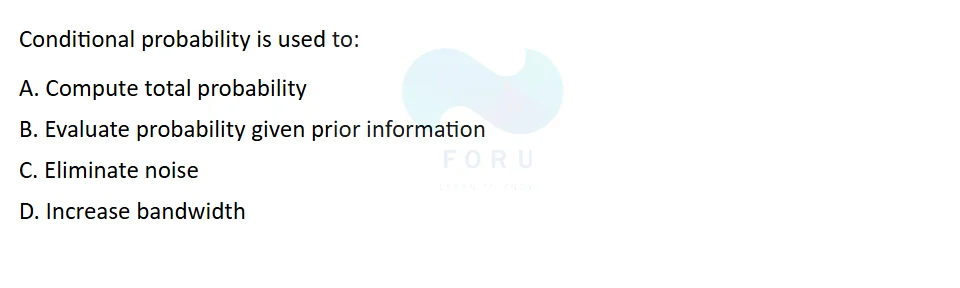 Conditional probability is used to:
A. Compute total probability
B. Evaluate probability given prior information
FORU
C. Eliminate noise
D. Increase bandwidth